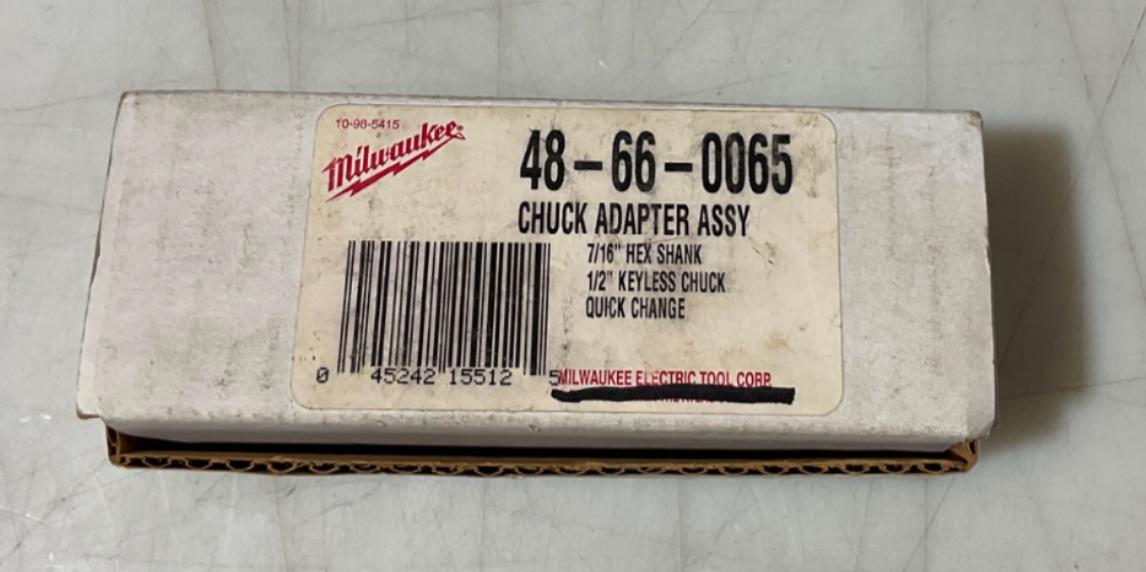 10-98-5415
Milwaukee
48-66-0065
CHUCK ADAPTER ASSY
7/16" HEX SHANK
1/2" KEYLESS CHUCK
QUICK CHANGE
0 45242 15512 5
MILWAUKEE ELECTRIC TOOL CORP.